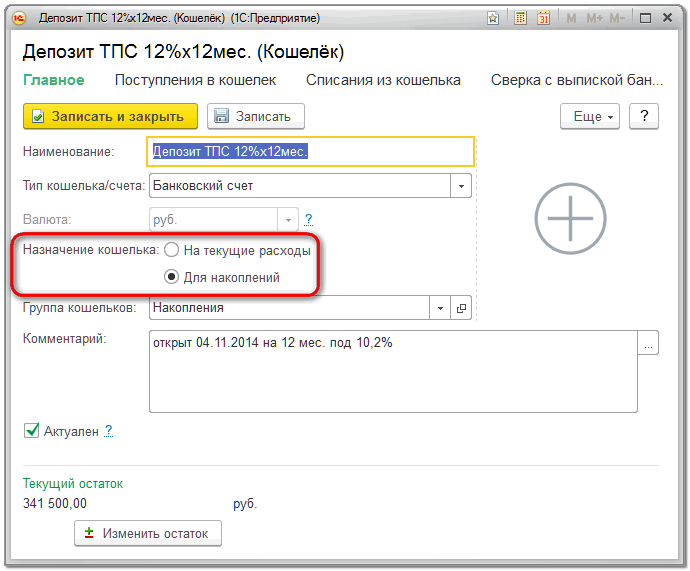 Депозит ТПС 12%х12мес. (Кошелёк) (1С:Предприятие)
M M+ M-
Депозит ТПС 12%х12мес. (Кошелёк)
Главное Поступления в кошелек Списания из кошелька Сверка с выпиской бан...
Записать и закрыть Записать Еще ?
Наименование: Депозит ТПС 12%х12мес.
Тип кошелька/счета: Банковский счет
Валюта: руб. ?
Назначение кошелька: На текущие расходы
Для накоплений
Группа кошельков: Накопления
Комментарий: открыт 04.11.2014 на 12 мес. под 10,2% ...
Актуален ?
Текущий остаток
341 500,00 руб.
Изменить остаток